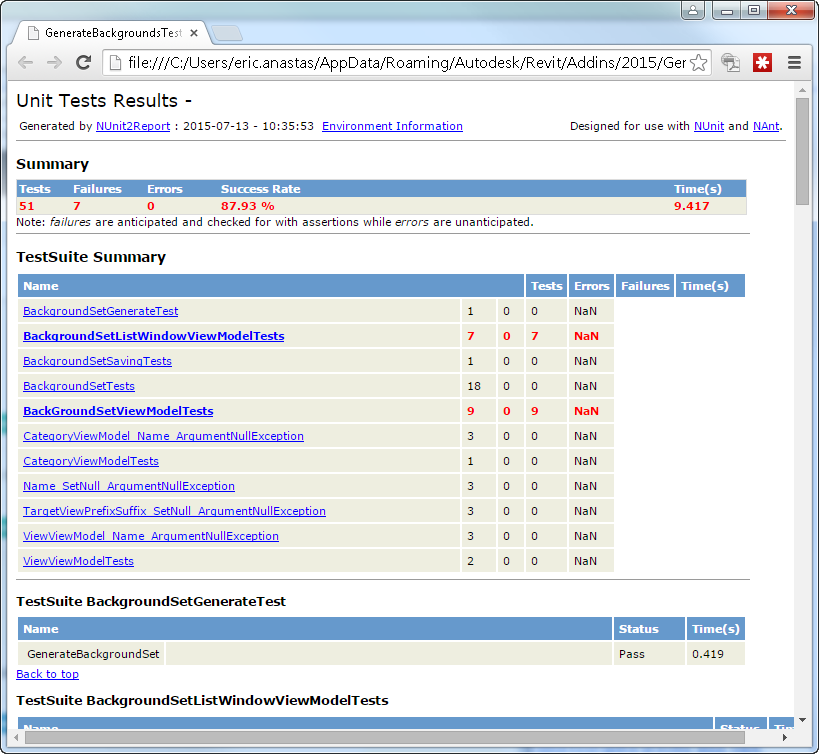 GenerateBackgroundsTest
file:///C:/Users/eric.anastas/AppData/Roaming/Autodesk/Revit/Addins/2015/Ger
Unit Tests Results -
Generated by NUnit2Report : 2015-07-13 - 10:35:53 Environment Information Designed for use with NUnit and NAnt.
Summary
Tests Failures Errors Success Rate Time(s)
51 7 0 87.93 % 9.417
Note: failures are anticipated and checked for with assertions while errors are unanticipated.
TestSuite Summary
Name Tests Errors Failures Time(s)
BackgroundSetGenerateTest 1 0 0 NaN
BackgroundSetListWindowViewModelTests 7 0 7 NaN
BackgroundSetSavingTests 1 0 0 NaN
BackgroundSetTests 18 0 0 NaN
BackGroundSetViewModelTests 9 0 9 NaN
CategoryViewModel_Name_ArgumentNullException 3 0 0 NaN
CategoryViewModelTests 1 0 0 NaN
Name_SetNull_ArgumentNullException 3 0 0 NaN
TargetViewPrefixSuffix_SetNull_ArgumentNullException 3 0 0 NaN
ViewViewModel_Name_ArgumentNullException 3 0 0 NaN
ViewViewModelTests 2 0 0 NaN
TestSuite BackgroundSetGenerateTest
Name Status Time(s)
GenerateBackgroundSet Pass 0.419
Back to top
TestSuite BackgroundSetListWindowViewModelTests
Name Status Tim